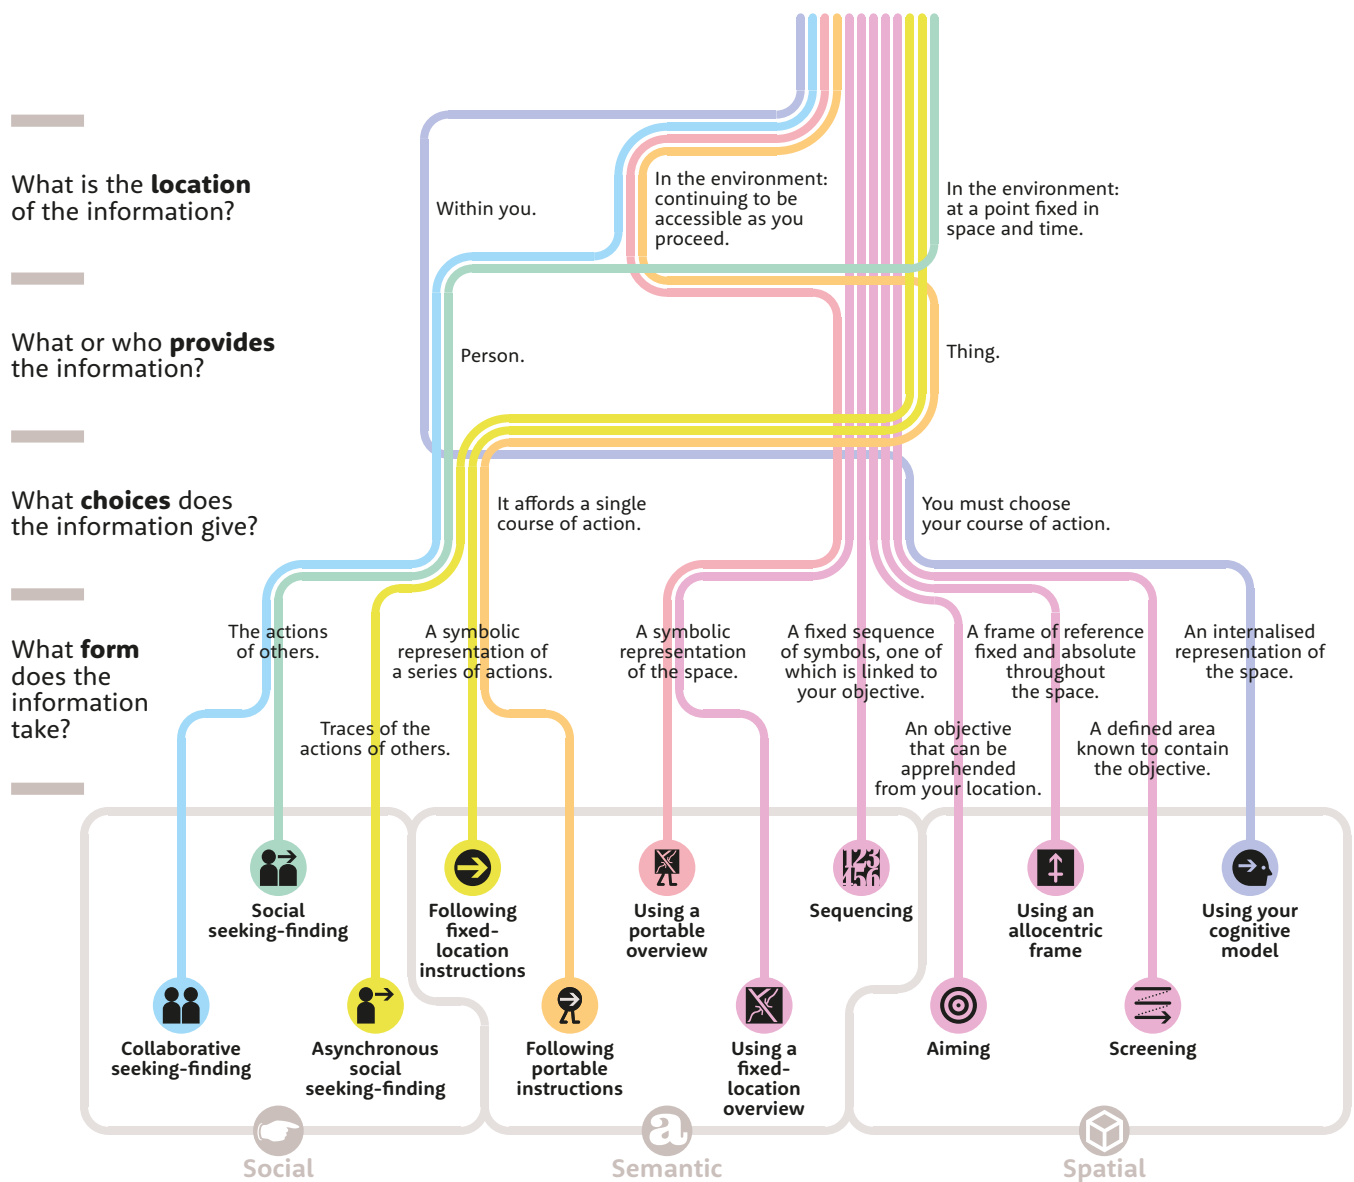 What is the location
of the information?
Within you.
In the environment:
continuing to be
accessible as you
proceed.
In the environment:
at a point fixed in
space and time.
What or who provides
the information?
Person.
Thing.
What choices does
the information give?
It affords a single
course of action.
You must choose
your course of action.
What form
does the
information
take?
The actions
of others.
Traces of the
actions of others.
A symbolic
representation of
a series of actions.
A symbolic
representation
of the space.
A fixed sequence
of symbols, one of
which is linked to
your objective.
An objective
that can be
apprehended
from your location.
A frame of reference
fixed and absolute
throughout
the space.
A defined area
known to contain
the objective.
An internalised
representation of
the space.
123
456
Social
seeking-finding
Following
fixed-
location
instructions
Using a
portable
overview
Sequencing
Using an
allocentric
frame
Using your
cognitive
model
Collaborative
seeking-finding
Asynchronous
social
seeking-finding
Following
portable
instructions
Using a
fixed-
location
overview
Aiming
Screening
a
Social
Semantic
Spatial